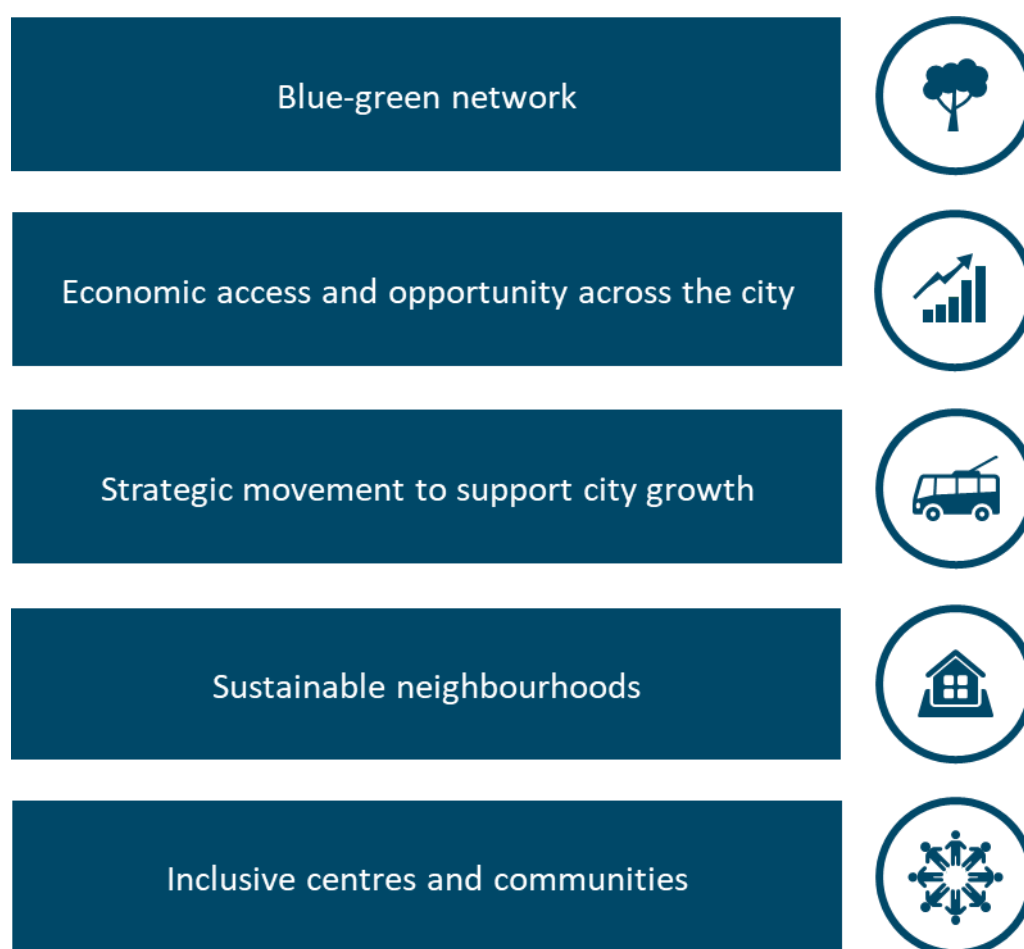 Blue-green network
Economic access and opportunity across the city
Strategic movement to support city growth
Sustainable neighbourhoods
Inclusive centres and communities